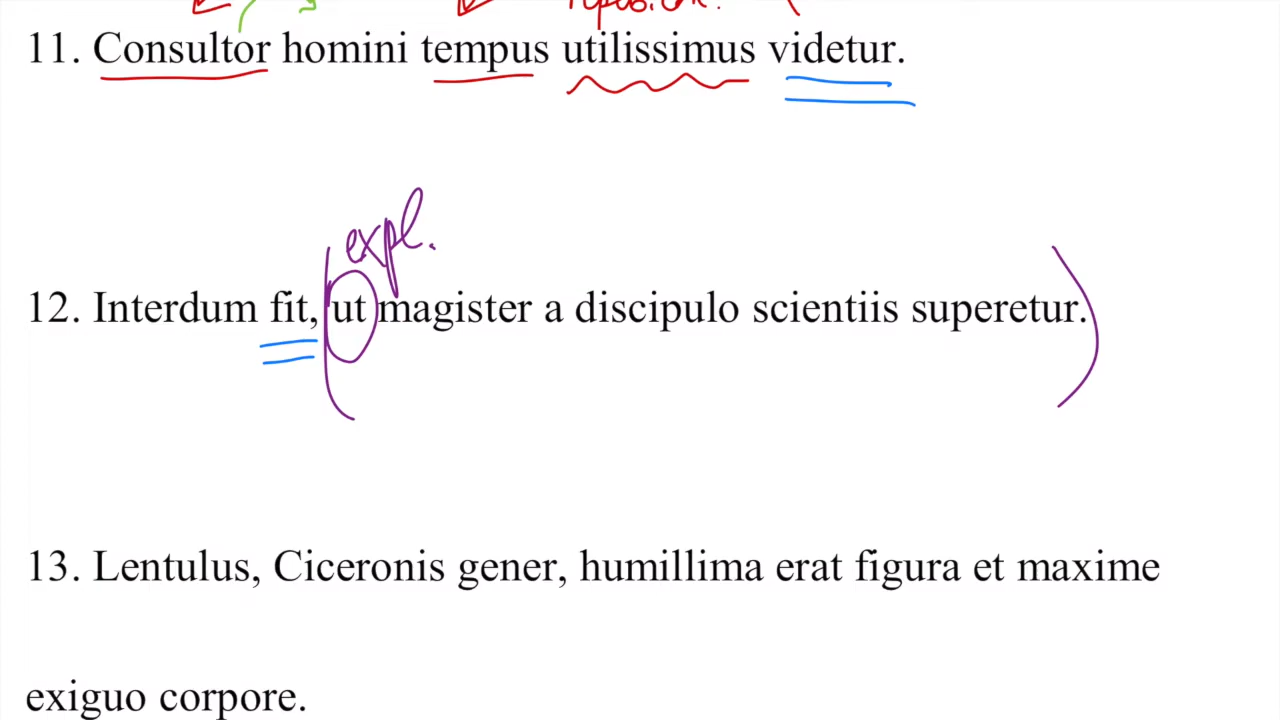 11. Consultor homini tempus utilissimus videtur.
expl.
12. Interdum fit, ut magister a discipulo scientiis superetur.
13. Lentulus, Ciceronis gener, humillima erat figura et maxime
exiguo corpore.